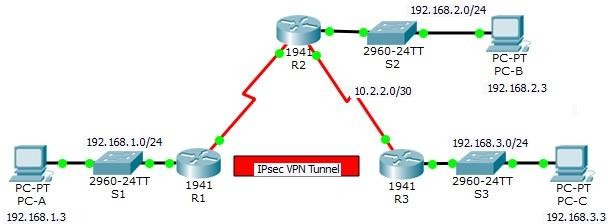 192.168.2.0/24
1941
R2
2960-24TT
S2
PC-PT
PC-B
192.168.2.3
10.2.2.0/30
192.168.1.0/24
PC-PT
PC-A
192.168.1.3
2960-24TT
S1
1941
R1
IPsec VPN Tunnel
1941
R3
192.168.3.0/24
2960-24TT
S3
PC-PT
PC-C
192.168.3.3